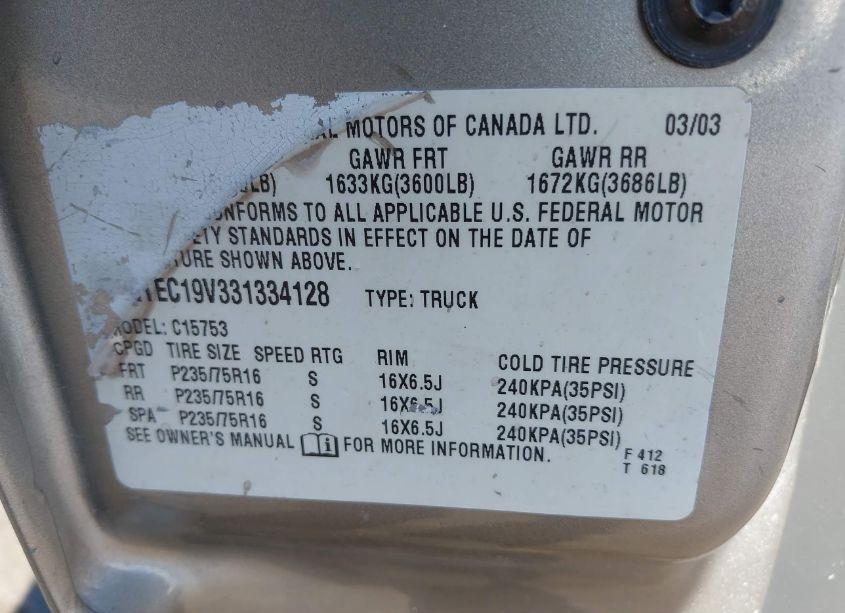 MOTORS OF CANADA LTD. 03/03
GAWR FRT GAWR RR
LB) 1633KG(3600LB) 1672KG(3686LB)
NFORMS TO ALL APPLICABLE U.S. FEDERAL MOTOR
ETY STANDARDS IN EFFECT ON THE DATE OF
TURE SHOWN ABOVE.
EC19V331334128 TYPE: TRUCK
MODEL: C15753
CPGD TIRE SIZE SPEED RTG RIM COLD TIRE PRESSURE
FRT P235/75R16 S 16X6.5J 240KPA(35PSI)
RR P235/75R16 S 16X6.5J 240KPA(35PSI)
SPA P235/75R16 S 16X6.5J 240KPA(35PSI)
SEE OWNER'S MANUAL FOR MORE INFORMATION.
F 412
T 618